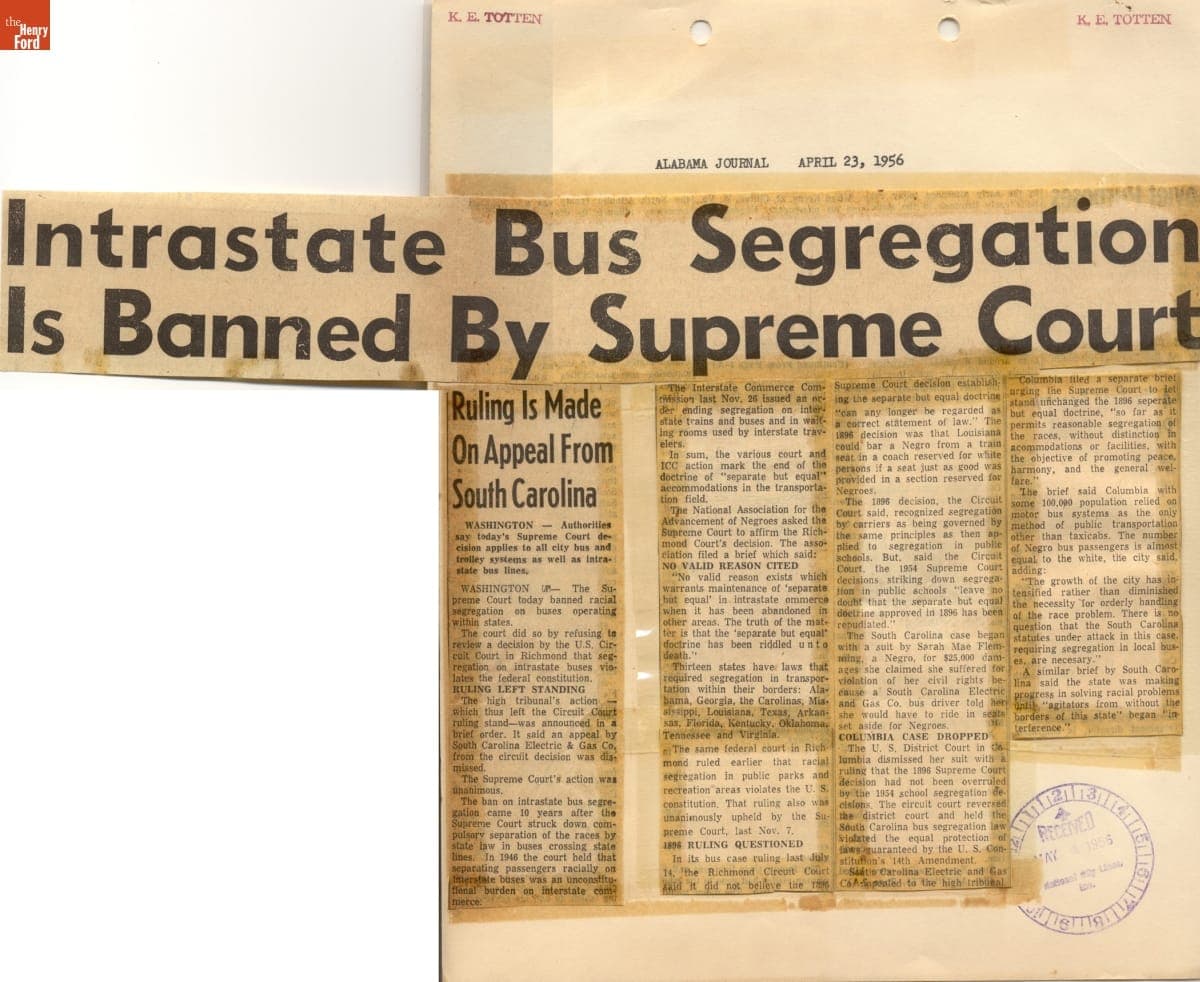 the
Henry
Ford
K. E. TOTTEN
K. E. TOTTEN
ALABAMA JOURNAL APRIL 23, 1956
Intrastate Bus Segregation
Is Banned By Supreme Court
Ruling Is Made
On Appeal From
South Carolina
WASHINGTON — Authorities
say today's Supreme Court de-
cision applies to all city bus and
trolley systems as well as intra-
state bus lines.
WASHINGTON (AP)— The Su-
preme Court today banned racial
segregation on buses operating
within states.
The court did so by refusing to
review a decision by the U.S. Cir-
cuit Court in Richmond that seg-
regation on intrastate buses vio-
lates the federal constitution.
RULING LEFT STANDING
The high tribunal's action —
which thus left the Circuit Court
ruling stand—was announced in a
brief order. It said an appeal by
South Carolina Electric & Gas Co.
from the circuit decision was dis-
missed.
The Supreme Court's action was
unanimous.
The ban on intrastate bus segre-
gation came 10 years after the
Supreme Court struck down com-
pulsory separation of the races by
state law in buses crossing state
lines. In 1946 the court held that
separating passengers racially on
interstate buses was an unconstitu-
tional burden on interstate com-
merce.
The Interstate Commerce Com-
mission last Nov. 26 issued an or-
der ending segregation on inter-
state trains and buses and in wait-
ing rooms used by interstate trav-
elers.
In sum, the various court and
ICC action mark the end of the
doctrine of "separate but equal"
accommodations in the transporta-
tion field.
The National Association for the
Advancement of Negroes asked the
Supreme Court to affirm the Rich-
mond Court's decision. The asso-
ciation filed a brief which said:
NO VALID REASON CITED
"No valid reason exists which
warrants maintenance of 'separate
but equal' in intrastate ommerce
when it has been abandoned in
other areas. The truth of the mat-
ter is that the 'separate but equal'
doctrine has been riddled unto
death."
Thirteen states have laws that
required segregation in transpor-
tation within their borders: Ala-
bama, Georgia, the Carolinas, Mis-
sissippi, Louisiana, Texas, Arkan-
sas, Florida, Kentucky, Oklahoma,
Tennessee and Virginia.
The same federal court in Rich-
mond ruled earlier that racial
segregation in public parks and
recreation areas violates the U. S.
constitution. That ruling also was
unanimously upheld by the Su-
preme Court, last Nov. 7.
1896 RULING QUESTIONED
In its bus case ruling last July
14, the Richmond Circuit Court
said it did not believe the 1896
Supreme Court decision establish-
ing the separate but equal doctrine
"can any longer be regarded as
a correct statement of law." The
1896 decision was that Louisiana
could bar a Negro from a train
seat in a coach reserved for white
persons if a seat just as good was
provided in a section reserved for
Negroes.
The 1896 decision, the Circuit
Court said, recognized segregation
by carriers as being governed by
the same principles as then ap-
plied to segregation in public
schools. But, said the Circuit
Court, the 1954 Supreme Court
decisions striking down segrega-
tion in public schools "leave no
doubt that the separate but equal
doctrine approved in 1896 has been
repudiated."
The South Carolina case began
with a suit by Sarah Mae Flem-
ming, a Negro, for $25,000 dam-
ages she claimed she suffered for
violation of her civil rights be-
cause a South Carolina Electric
and Gas Co. bus driver told her
she would have to ride in seats
set aside for Negroes.
COLUMBIA CASE DROPPED
The U. S. District Court in Co-
lumbia dismissed her suit with a
ruling that the 1896 Supreme Court
decision had not been overruled
by the 1954 school segregation de-
cisions. The circuit court reversed
the district court and held the
South Carolina bus segregation law
violated the equal protection of
laws guaranteed by the U. S. Con-
stitution's 14th Amendment.
South Carolina Electric and Gas
Co. appealed to the high tribunal
Columbia filed a separate brief
urging the Supreme Court to let
stand unchanged the 1896 seperate
but equal doctrine, "so far as it
permits reasonable segregation of
the races, without distinction in
accomodations or facilities, with
the objective of promoting peace,
harmony, and the general wel-
fare."
The brief said Columbia with
some 100,000 population relied on
motor bus systems as the only
method of public transportation
other than taxicabs. The number
of Negro bus passengers is almost
equal to the white, the city said,
adding:
"The growth of the city has in-
tensified rather than diminished
the necessity for orderly handling
of the race problem. There is no
question that the South Carolina
statutes under attack in this case,
requiring segregation in local bus-
es, are necesary."
A similar brief by South Caro-
lina said the state was making
progress in solving racial problems
until "agitators from without the
borders of this state" began "in-
terference."
RECEIVED
MAY 1956
National City Lines,
Inc.